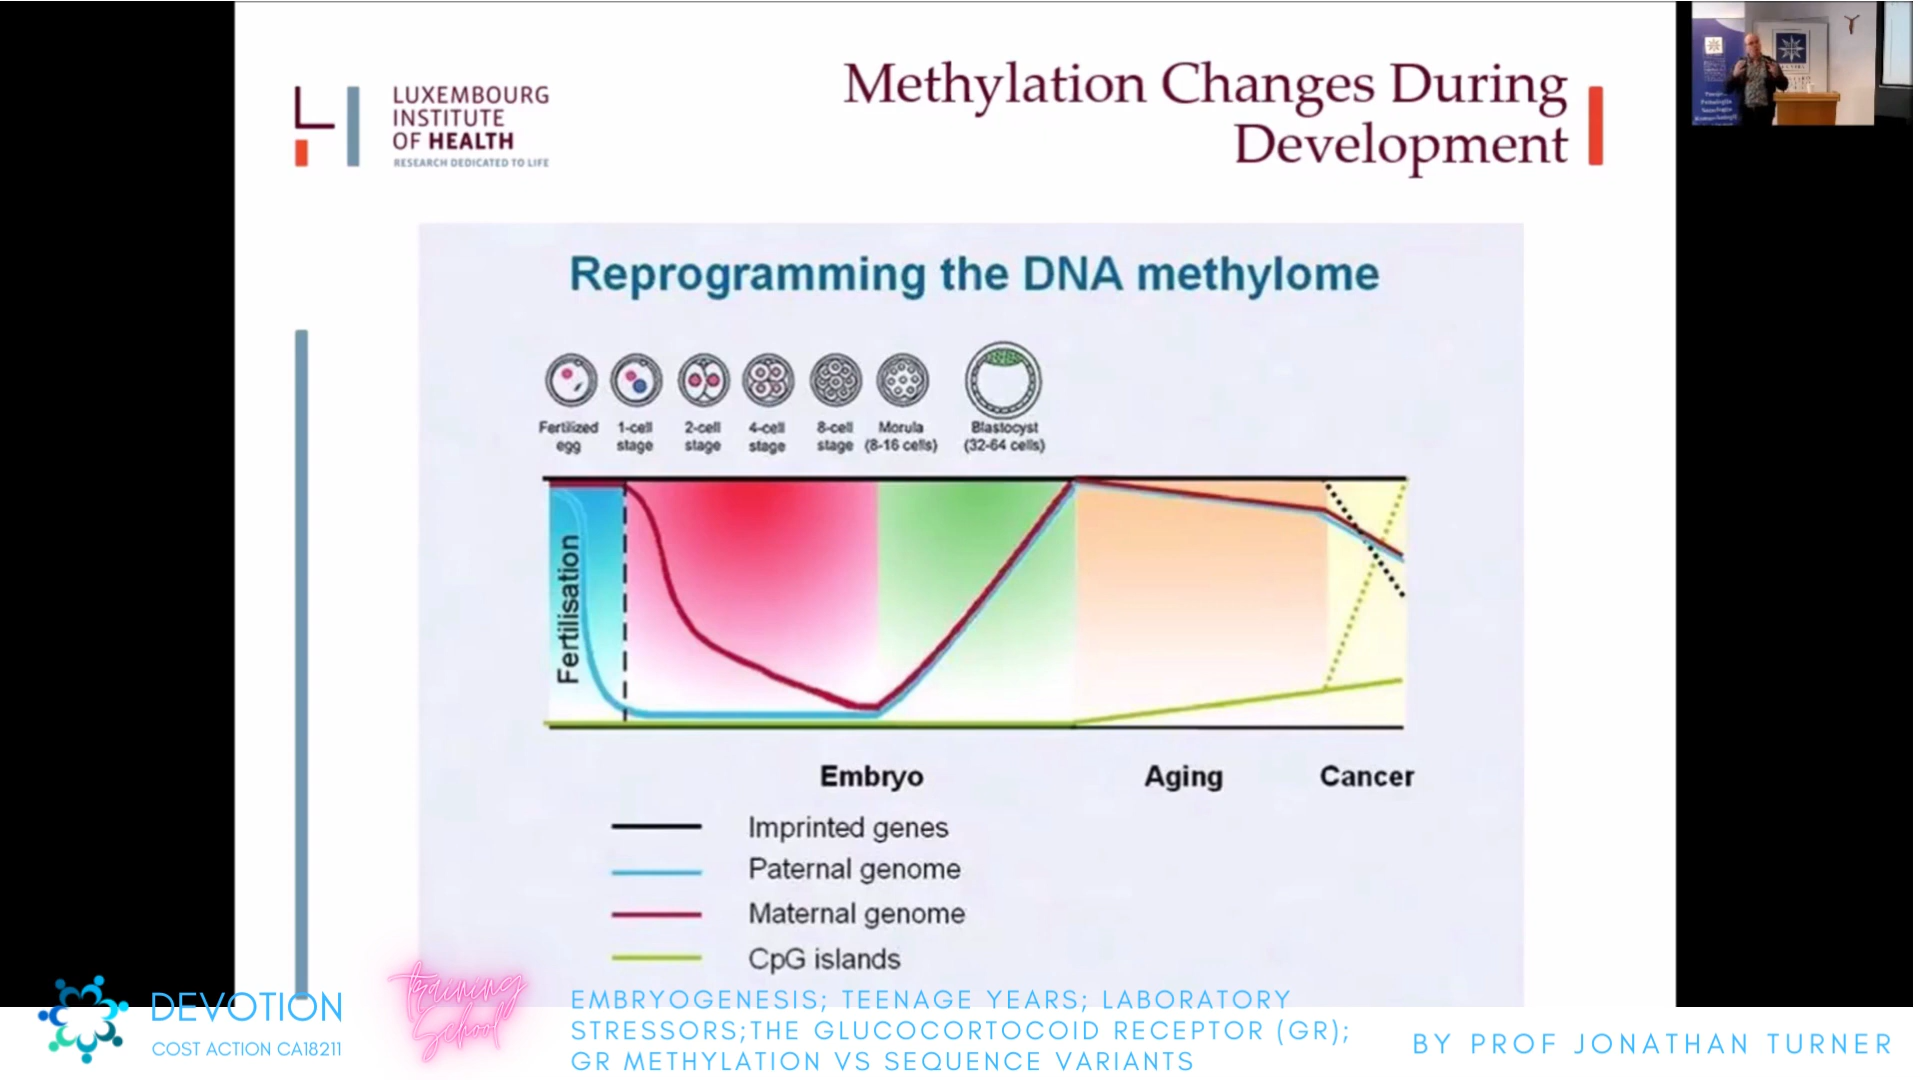 LUXEMBOURG
INSTITUTE
OF HEALTH
RESEARCH DEDICATED TO LIFE
Methylation Changes During
Development
Reprogramming the DNA methylome
Fertilized
egg
1-cell
stage
2-cell
stage
4-cell
stage
8-cell
stage
Morula
(8-16 cells)
Blastocyst
(32-64 cells)
Fertilisation
Embryo
Aging
Cancer
Imprinted genes
Paternal genome
Maternal genome
CpG islands
DEVOTION
COST ACTION CA18211
training
School
EMBRYOGENESIS; TEENAGE YEARS; LABORATORY
STRESSORS;THE GLUCOCORTOCOID RECEPTOR (GR);
GR METHYLATION VS SEQUENCE VARIANTS
BY PROF JONATHAN TURNER